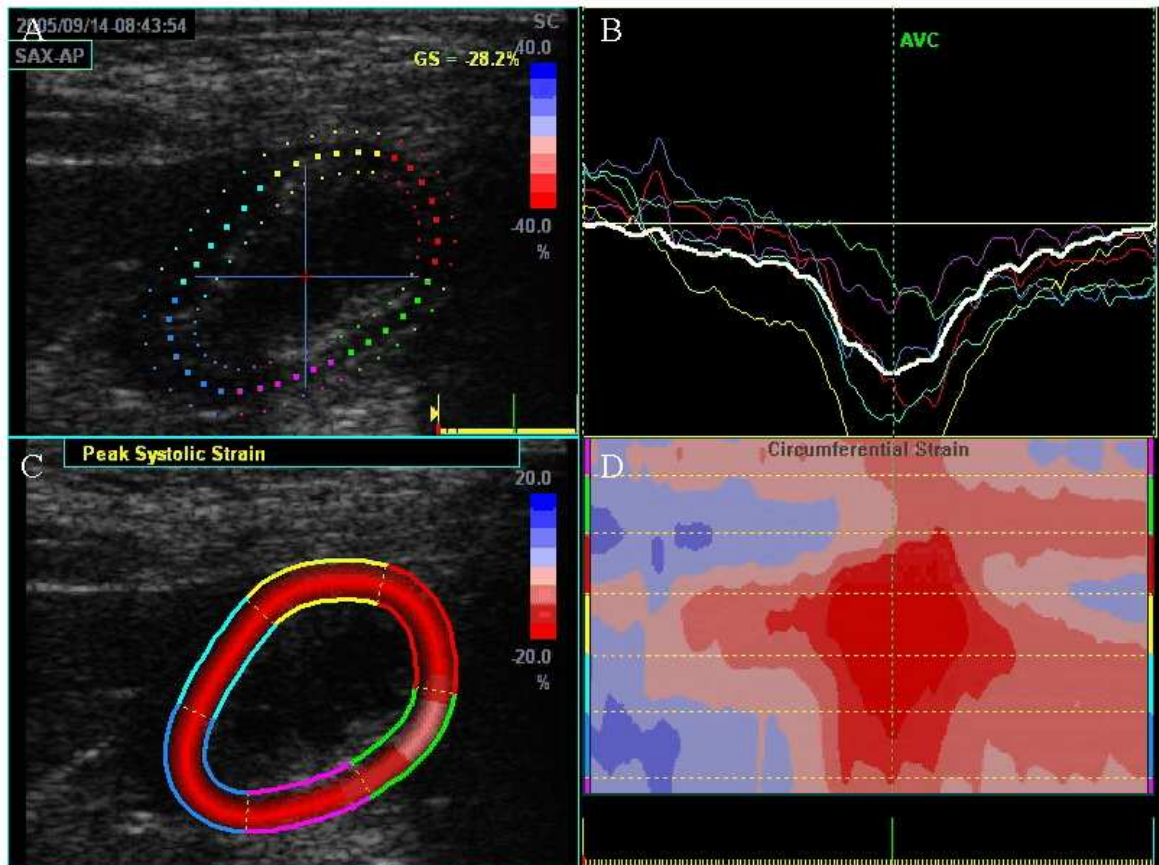 A
2005/09/14-08:43:54
SAX-AP
SC
40.0
GS = -28.2%
-40.0
%
B
AVC
C
Peak Systolic Strain
20.0
-20.0
%
D
Circumferential Strain